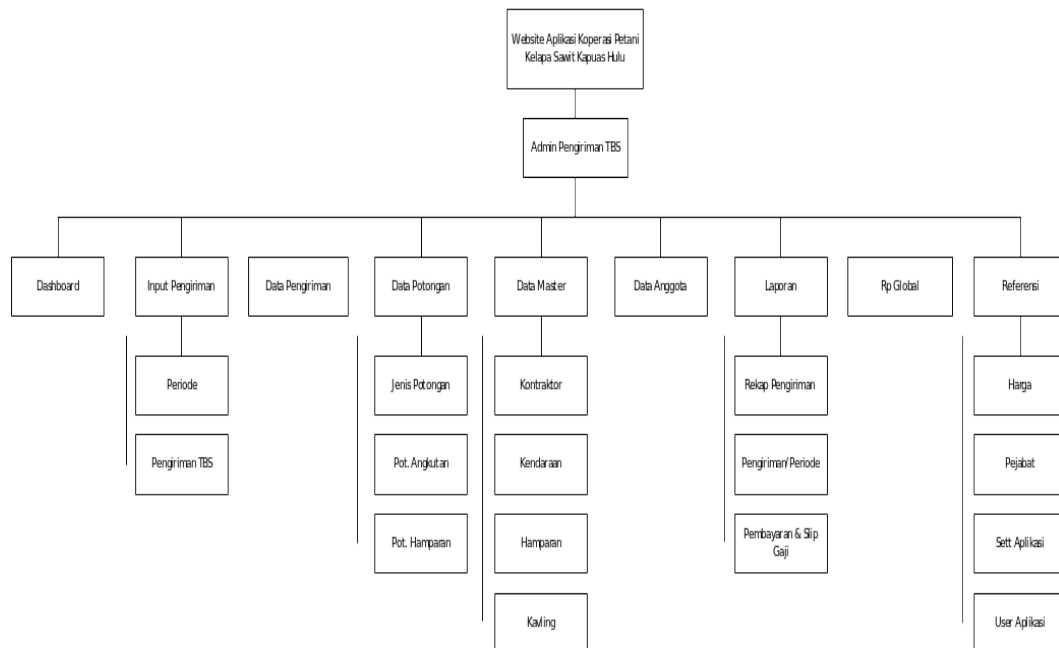 Website Aplikasi Koperasi Petani
Kelapa Sawit Kapuas Hulu
Admin Pengiriman TBS
Dashboard
Input Pengiriman
Data Pengiriman
Data Potongan
Data Master
Data Anggota
Laporan
Rp Global
Referensi
Periode
Jenis Potongan
Kontraktor
Rekap Pengiriman
Harga
Pengiriman TBS
Pot. Angkutan
Kendaraan
Pengiriman/Periode
Pejabat
Pot. Hamparan
Hamparan
Pembayaran & Slip
Gaji
Sett Aplikasi
Kavling
User Aplikasi